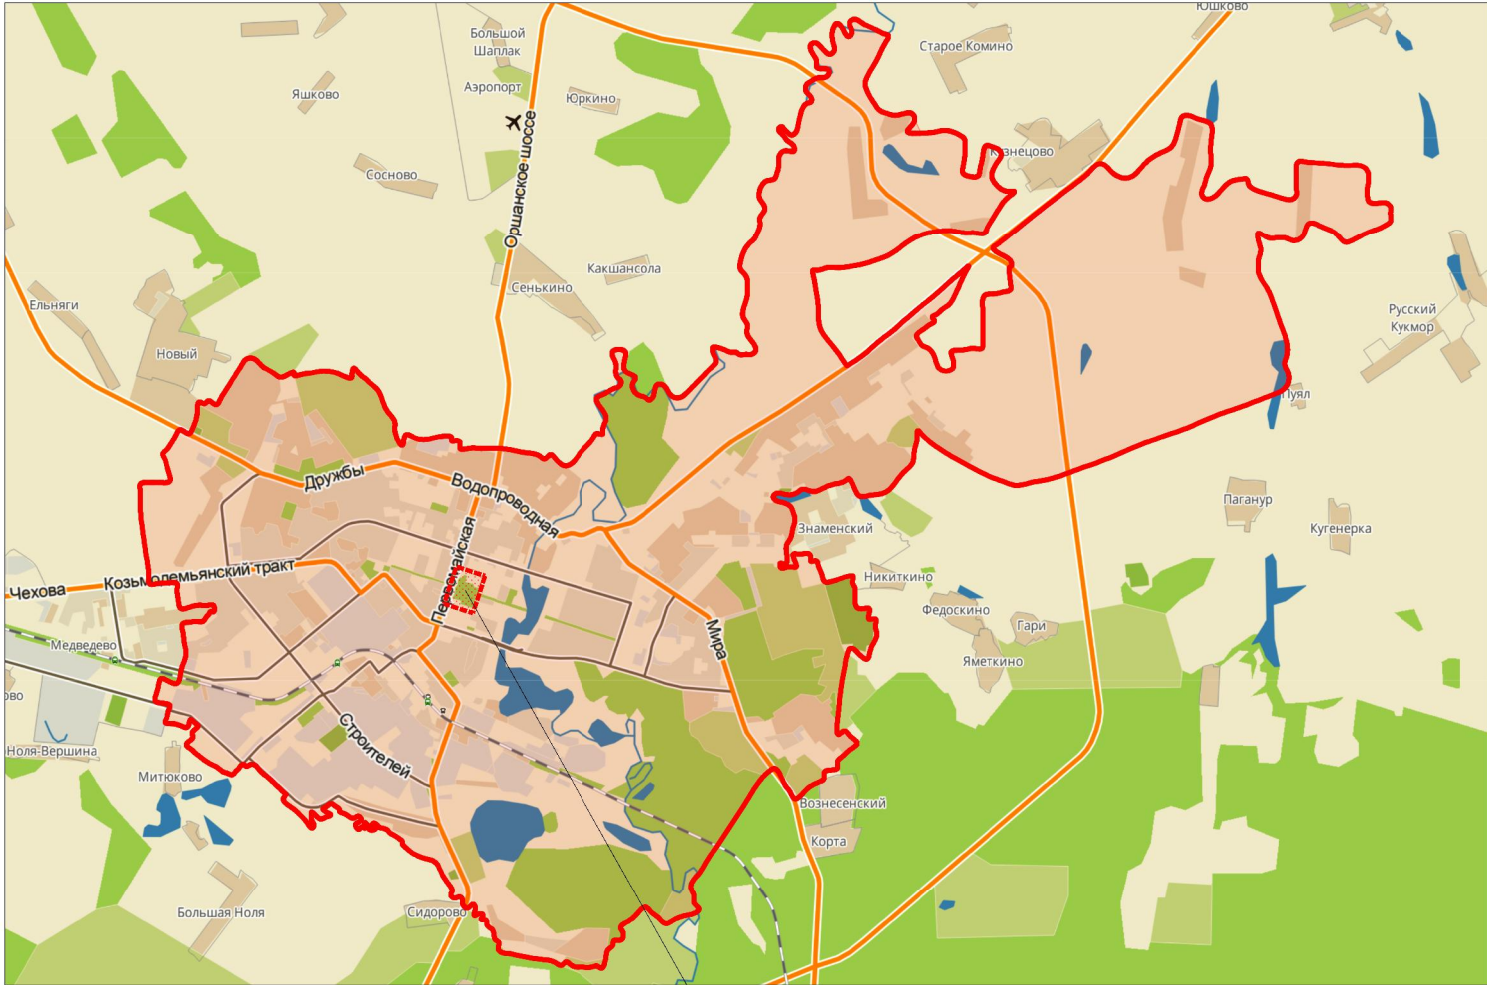 Юшково
Большой
Шаплак
Старое Комино
Аэропорт
Яшково
Юркино
Кузнецово
Сосново
Оршанское шоссе
Какшансола
Сенькино
Ельняги
Русский
Кукмор
Новый
Пуял
Дружбы
Водопроводная
Паганур
Знаменский
Кугенерка
Первомайская
Козьмодемьянский тракт
Чехова
Никиткино
Федоскино
Гари
Мира
Медведево
Яметкино
ово
Строителей
Ноля-Вершина
Митюково
Вознесенский
Корта
Большая Ноля
Сидорово